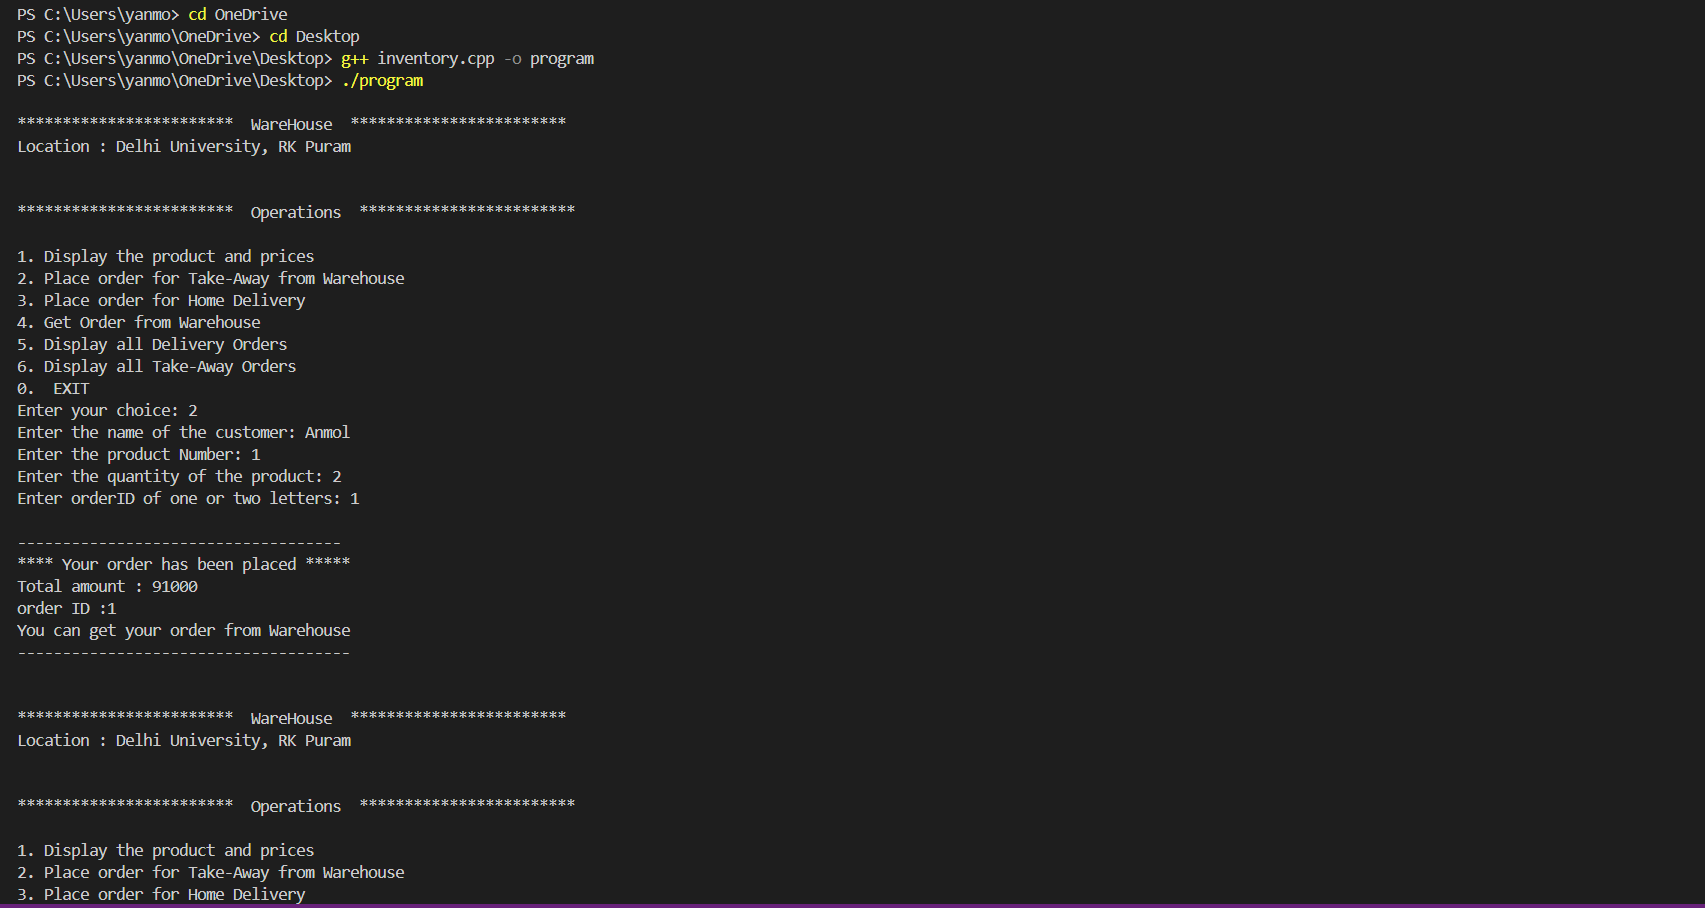 PS C:\Users\yanmo> cd OneDrive
PS C:\Users\yanmo\OneDrive> cd Desktop
PS C:\Users\yanmo\OneDrive\Desktop> g++ inventory.cpp -o program
PS C:\Users\yanmo\OneDrive\Desktop> ./program
************************  WareHouse  ************************
Location : Delhi University, RK Puram
************************  Operations  ************************
1. Display the product and prices
2. Place order for Take-Away from Warehouse
3. Place order for Home Delivery
4. Get Order from Warehouse
5. Display all Delivery Orders
6. Display all Take-Away Orders
0.  EXIT
Enter your choice: 2
Enter the name of the customer: Anmol
Enter the product Number: 1
Enter the quantity of the product: 2
Enter orderID of one or two letters: 1
------------------------------------
**** Your order has been placed *****
Total amount : 91000
order ID :1
You can get your order from Warehouse
-------------------------------------
************************  WareHouse  ************************
Location : Delhi University, RK Puram
************************  Operations  ************************
1. Display the product and prices
2. Place order for Take-Away from Warehouse
3. Place order for Home Delivery